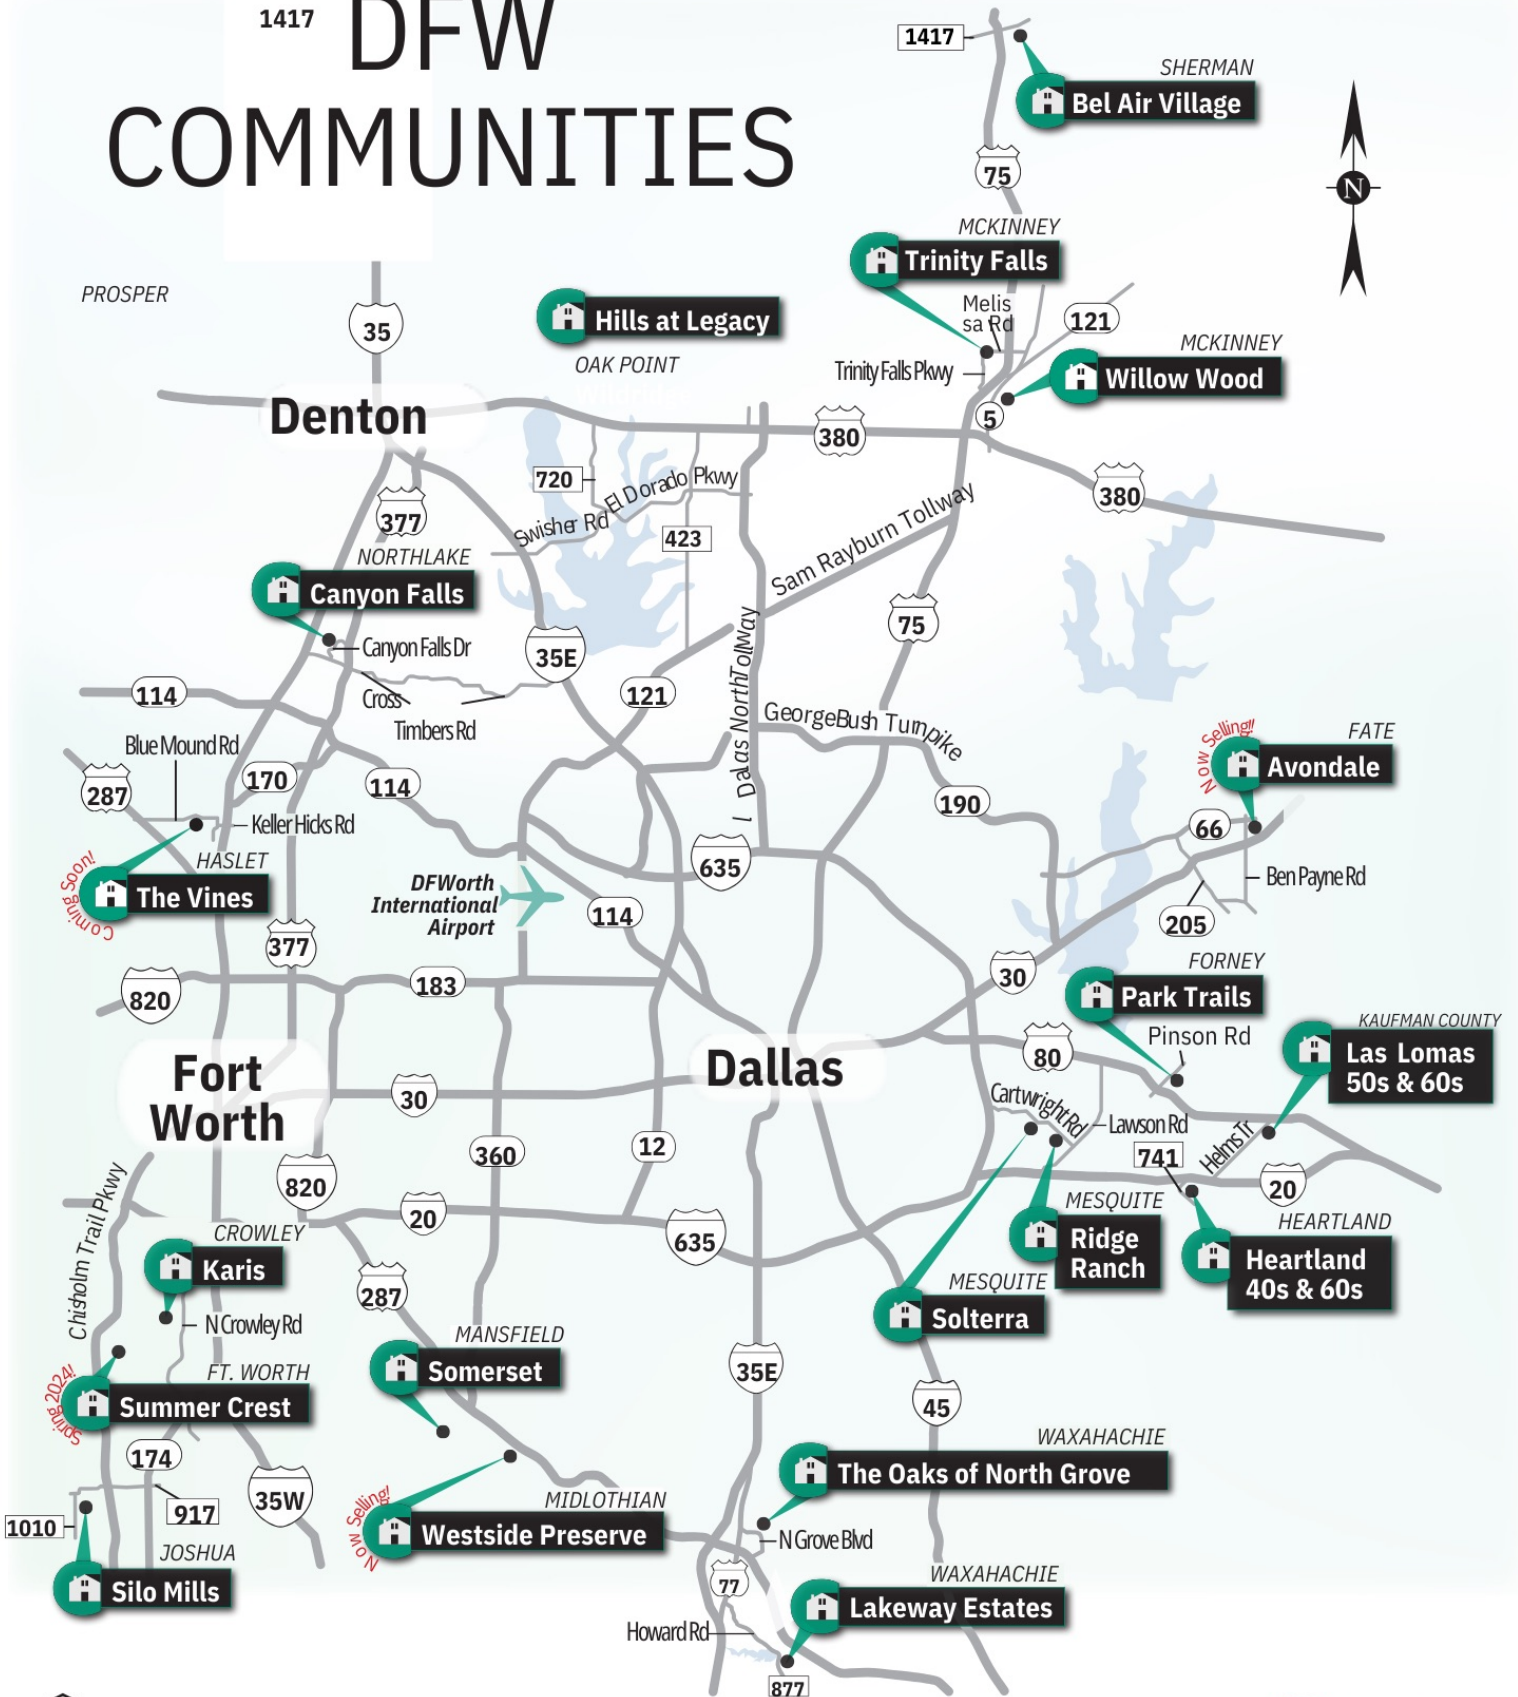 1417
DFW
COMMUNITIES
1417
SHERMAN
Bel Air Village
75
N
MCKINNEY
Trinity Falls
PROSPER
35
Hills at Legacy
Melis
sa Rd
121
OAK POINT
Wildridge
Trinity Falls Pkwy
MCKINNEY
Willow Wood
5
Denton
380
380
720
El Dorado Pkwy
Swisher Rd
423
377
Sam Rayburn Tollway
NORTHLAKE
Canyon Falls
75
Canyon Falls Dr
35E
114
121
Cross
Timbers Rd
l Dalas NorthTollway
GeorgeBush Turnpike
Blue Mound Rd
287
170
114
Now Selling!!
FATE
Avondale
190
66
Keller Hicks Rd
635
HASLET
The Vines
Coming Soon!
DFWorth
International
Airport
114
Ben Payne Rd
205
377
183
820
30
FORNEY
Park Trails
Pinson Rd
KAUFMAN COUNTY
Las Lomas
50s & 60s
80
Dallas
Fort
Worth
30
Cartwright Rd
Lawson Rd
741
Helms Tr
12
360
820
20
20
Chisholm Trail Pkwy
CROWLEY
Karis
635
MESQUITE
Ridge
Ranch
HEARTLAND
Heartland
40s & 60s
287
MESQUITE
Solterra
N Crowley Rd
MANSFIELD
Somerset
35E
FT. WORTH
Summer Crest
Spring 2024!
45
174
WAXAHACHIE
The Oaks of North Grove
35W
917
1010
Now Selling!
MIDLOTHIAN
Westside Preserve
N Grove Blvd
JOSHUA
Silo Mills
77
WAXAHACHIE
Lakeway Estates
Howard Rd
877